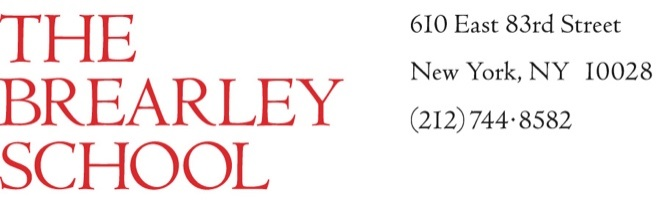 THE
BREARLEY
SCHOOL
610 East 83rd Street
New York, NY 10028
(212) 744·8582